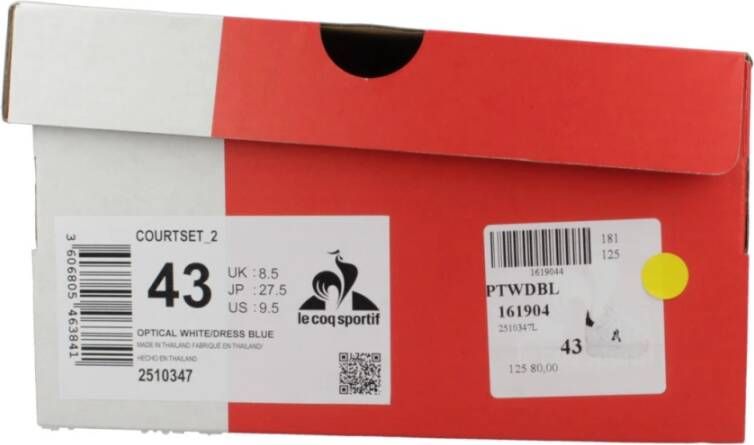 3 606805 463841
COURTSET_2
43
UK : 8.5
JP : 27.5
US : 9.5
le coq sportif
OPTICAL WHITE/DRESS BLUE
MADE IN THAILAND/ FABRIQUÉ EN THAILAND/
HECHO EN THAILAND
2510347
181
125
1619044
PTWDBL
161904
2510347L
43
125 80,00